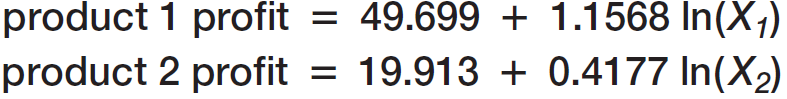 product 1 profit = 49.699 + 1.1568 ln(X₁)
product 2 profit = 19.913 + 0.4177 ln(X₂)